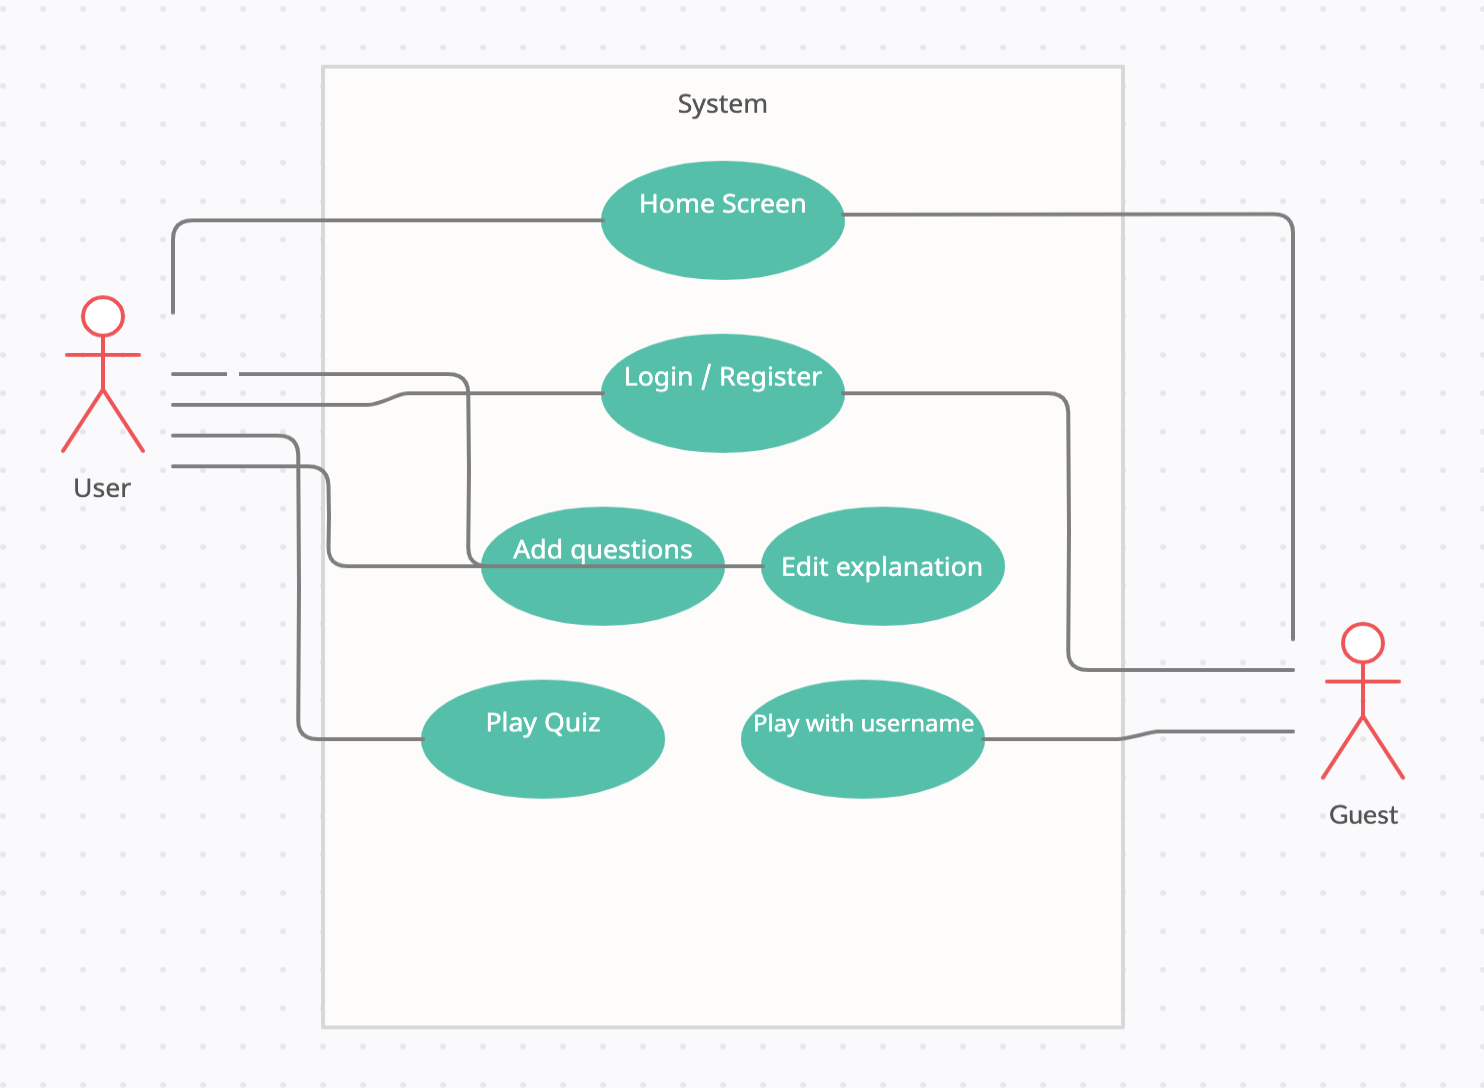 System
Home Screen
Login / Register
User
Add questions
Edit explanation
Play Quiz
Play with username
Guest